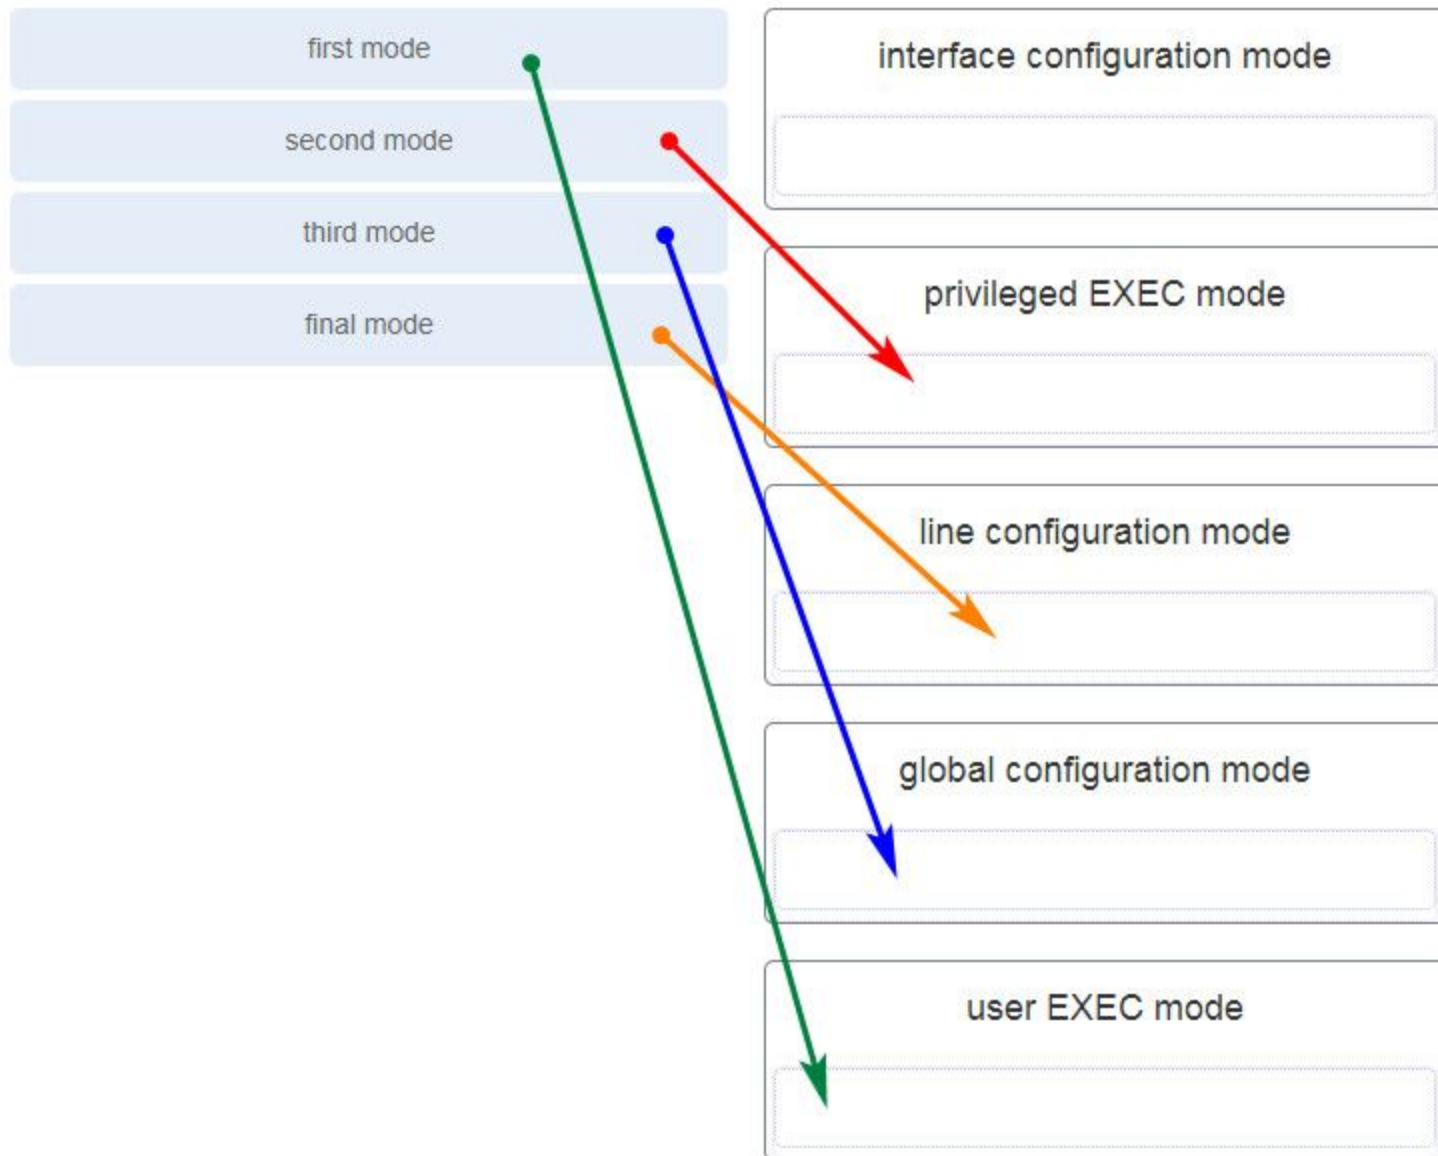 first mode
second mode
third mode
final mode
interface configuration mode
privileged EXEC mode
line configuration mode
global configuration mode
user EXEC mode